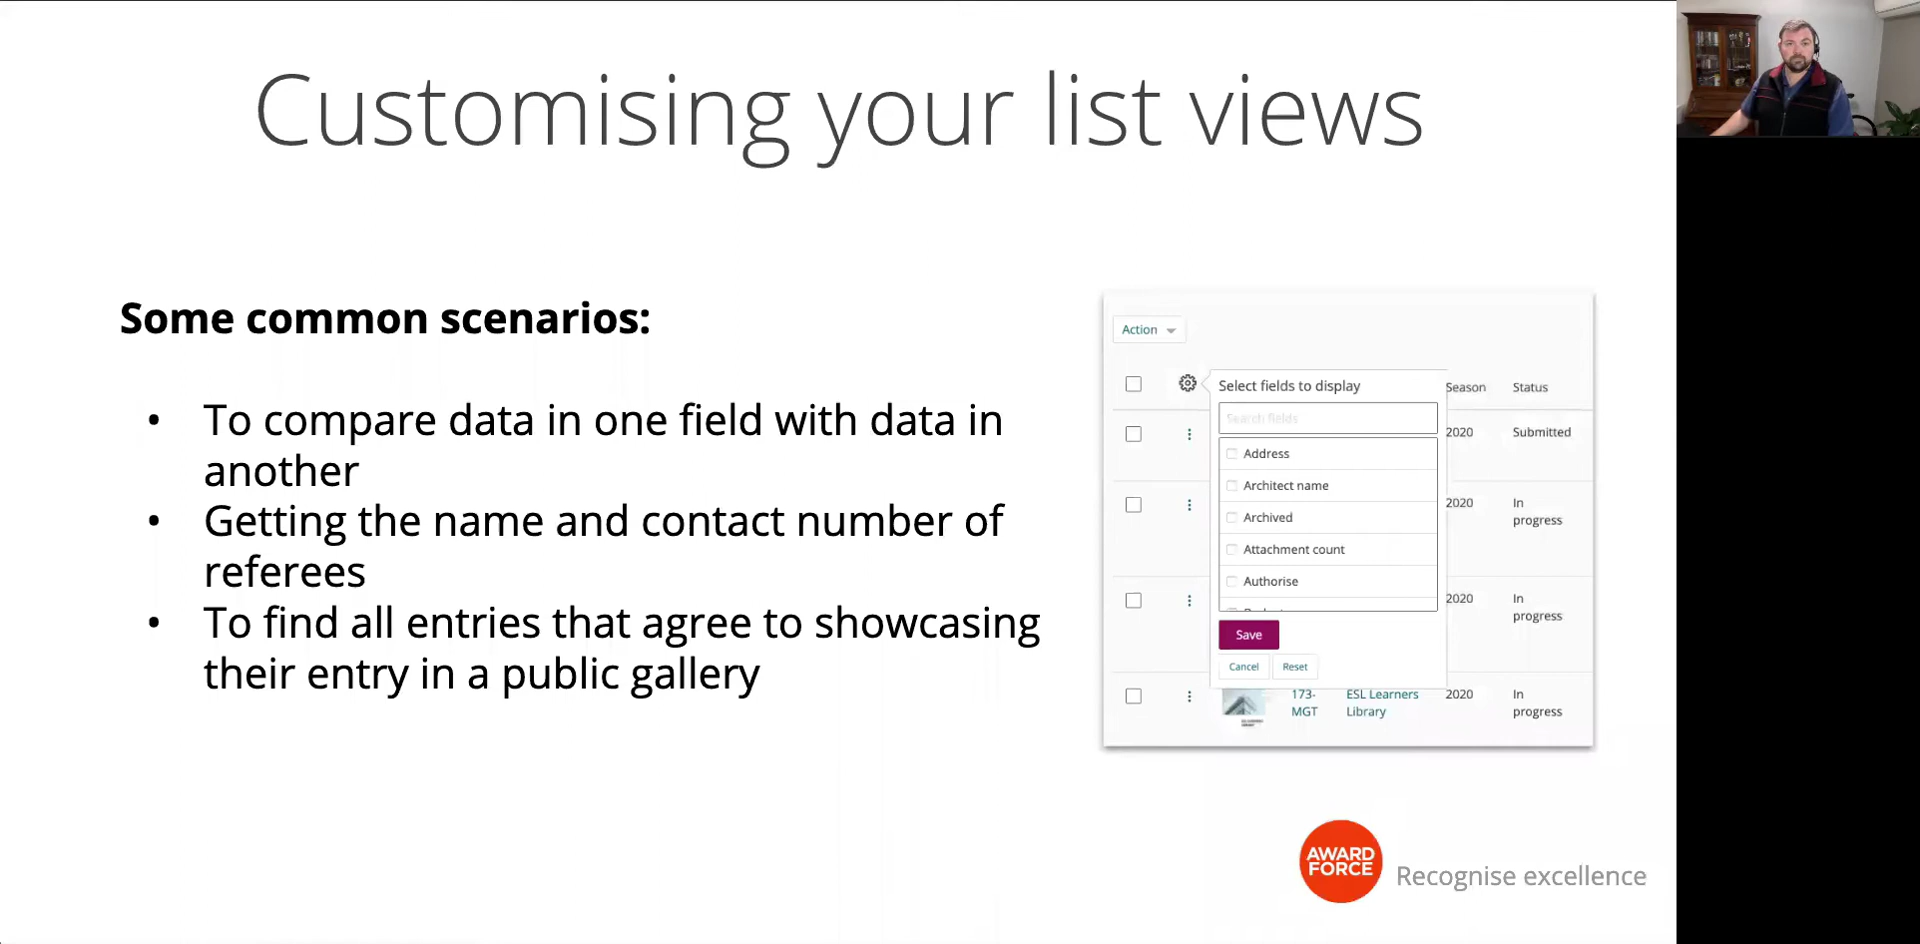 Customising your list views
Some common scenarios:
• To compare data in one field with data in
another
• Getting the name and contact number of
referees
• To find all entries that agree to showcasing
their entry in a public gallery
Action
Select fields to display
Season
Status
Search fields
2020
Submitted
Address
Architect name
2020
In
progress
Archived
Attachment count
Authorise
2020
In
progress
Save
Cancel
Reset
173-
MGT
ESL Learners
Library
2020
In
progress
AWARD
FORCE
Recognise excellence